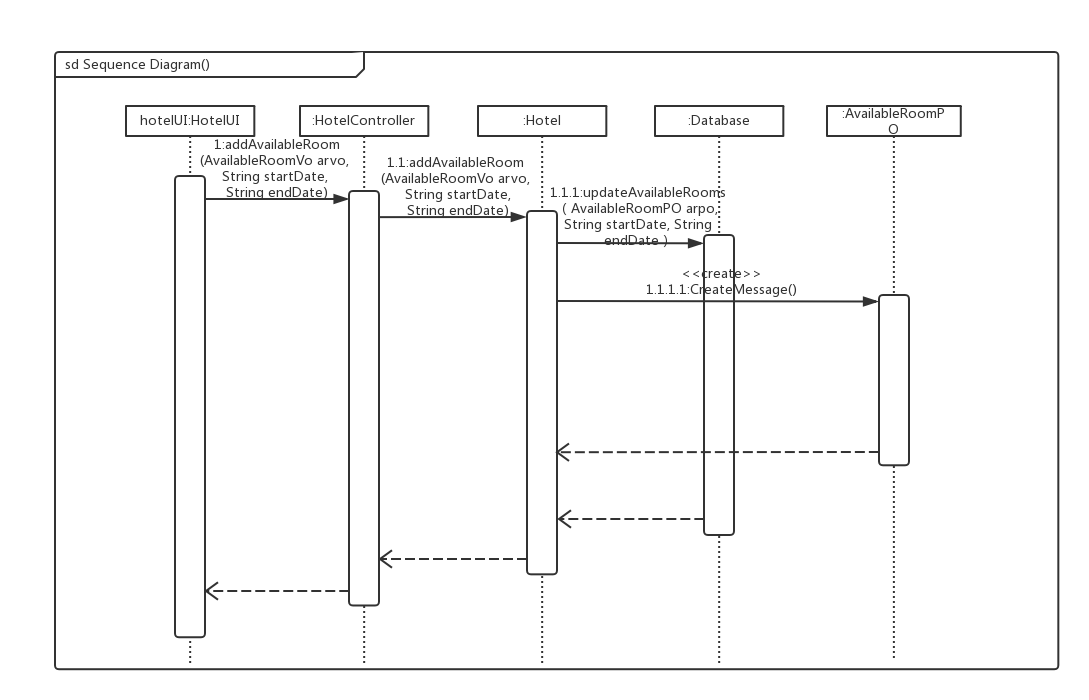 sd Sequence Diagram()
hotelUI:HotelUI
:HotelController
:Hotel
:Database
:AvailableRoomP
O
1:addAvailableRoom
(AvailableRoomVo arvo,
String startDate,
String endDate)
1.1:addAvailableRoom
(AvailableRoomVo arvo,
String startDate,
String endDate)
1.1.1:updateAvailableRooms
( AvailableRoomPO arpo,
String startDate, String
endDate )
<<create>>
1.1.1.1:CreateMessage()